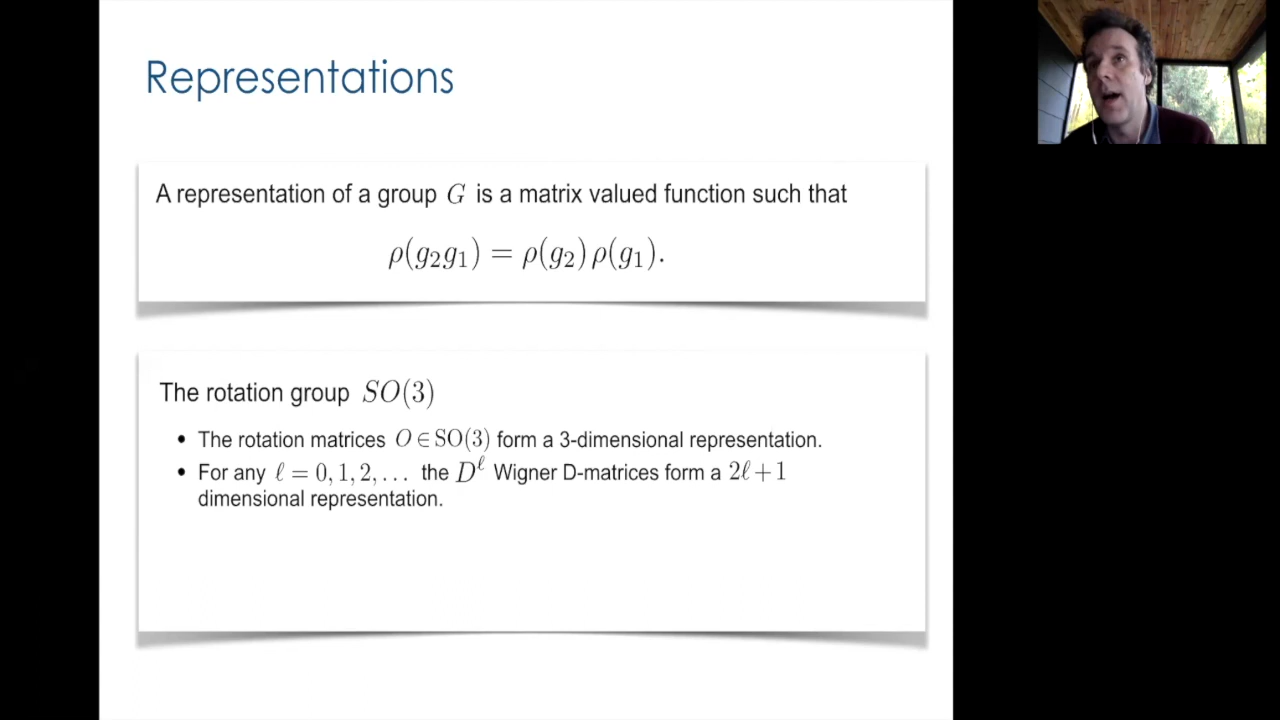 Representations
A representation of a group G is a matrix valued function such that
ρ(g₂g₁) = ρ(g₂)ρ(g₁).
The rotation group SO(3)
• The rotation matrices O ∈ SO(3) form a 3-dimensional representation.
• For any ℓ = 0, 1, 2, . . . the D^ℓ Wigner D-matrices form a 2ℓ + 1
dimensional representation.